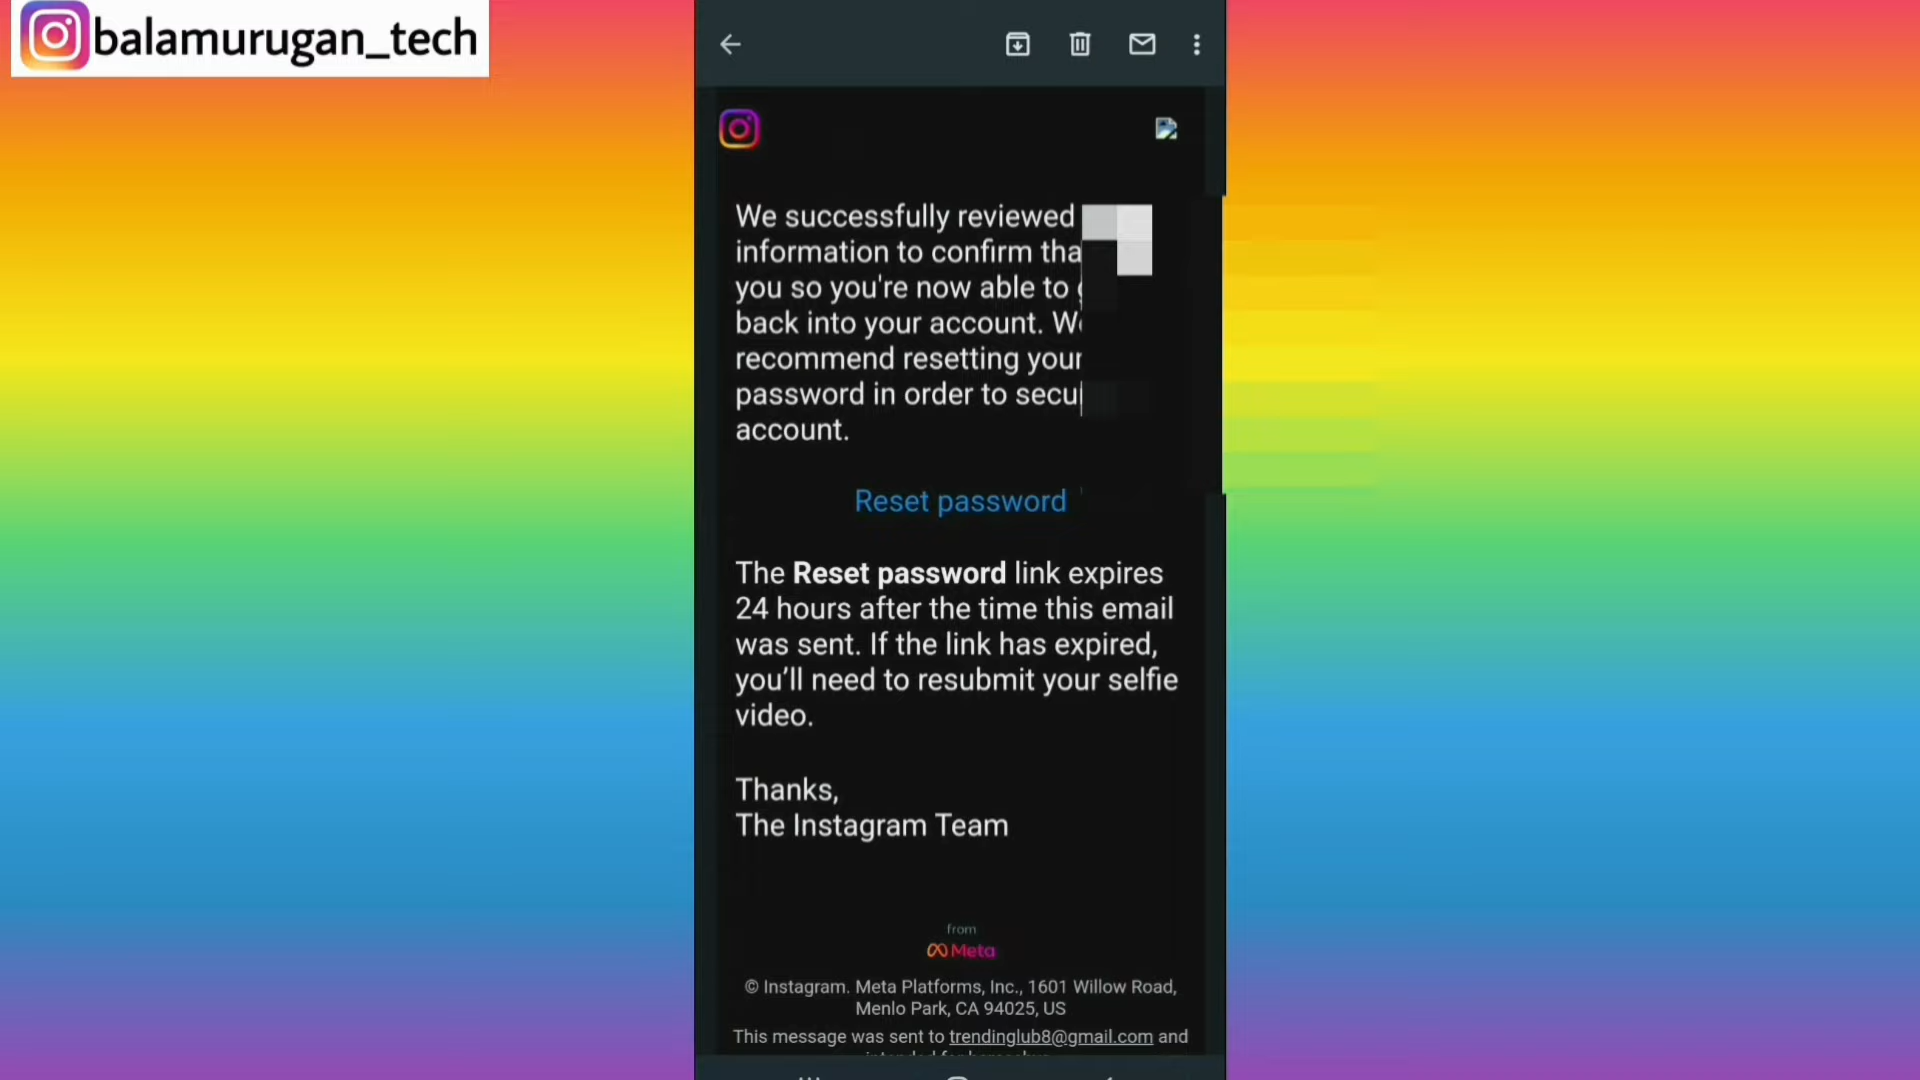 balamurugan_tech
We successfully reviewed
information to confirm
you so you're now able to
back into your account.
recommend resetting your
password in order to
account.
Reset password
The Reset password link expires
24 hours after the time this email
was sent. If the link has expired,
you’ll need to resubmit your selfie
video.
Thanks,
The Instagram Team
from
Meta
© Instagram. Meta Platforms, Inc., 1601 Willow Road,
Menlo Park, CA 94025, US
This message was sent to trendinglub8@gmail.com and